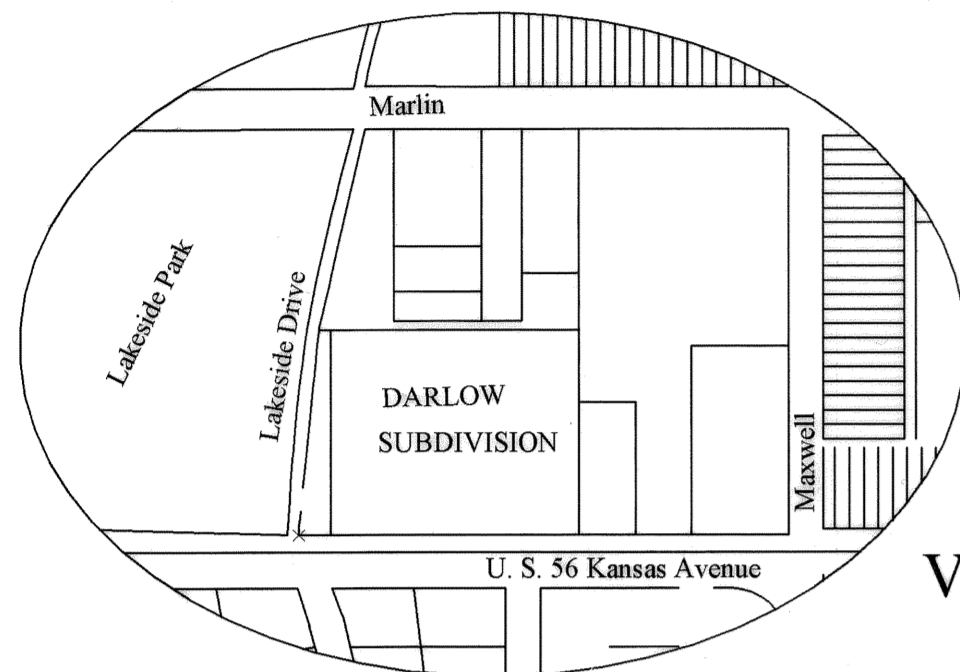 Marlin
Lakeside Park
Lakeside Drive
DARLOW
SUBDIVISION
Maxwell
U. S. 56 Kansas Avenue
V